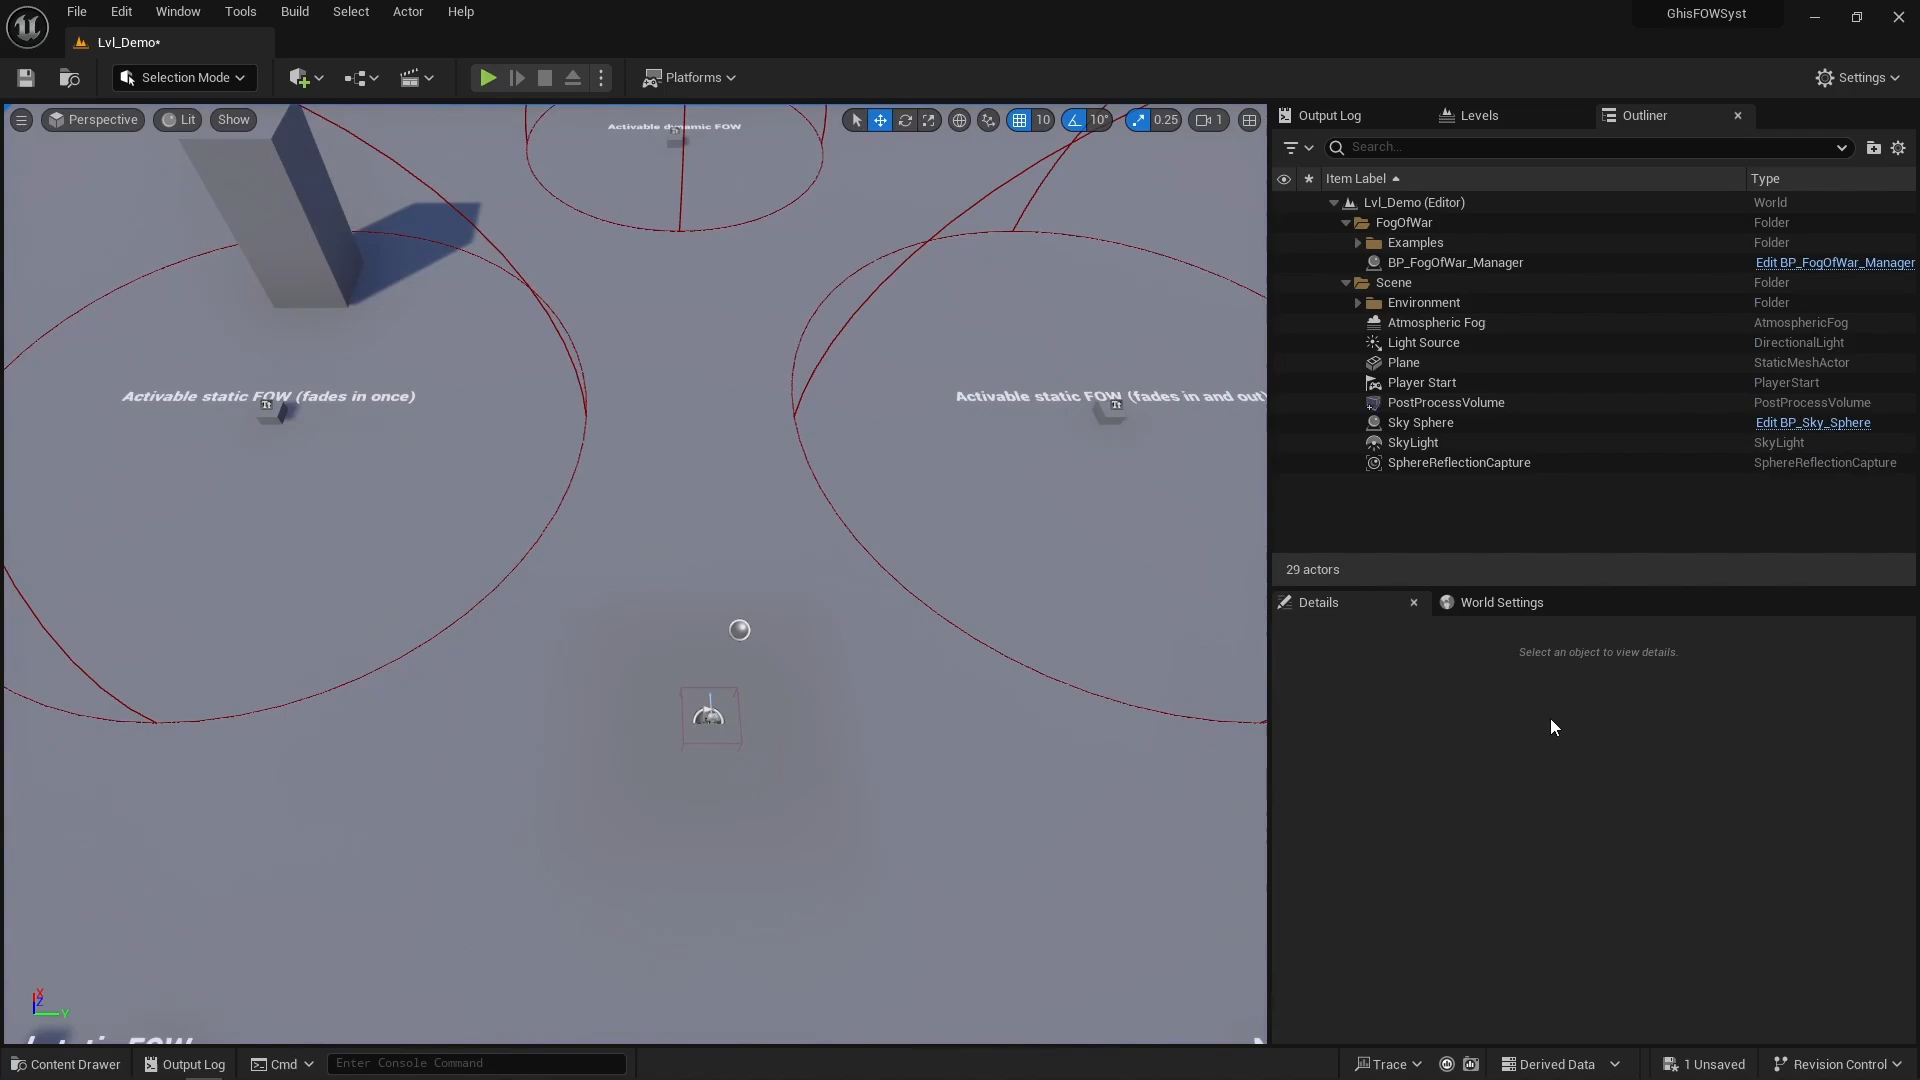 File Edit Window Tools Build Select Actor Help
GhisFOWSyst
Lvl_Demo*
Selection Mode
Platforms
Settings
Perspective Lit Show
10 10° 0.25 1
Activable dynamic FOW
Activable static FOW (fades in once)
Activable static FOW (fades in and out)
static FOW
X
Z
Y
Output Log Levels Outliner
Search...
Item Label Type
Lvl_Demo (Editor) World
FogOfWar Folder
Examples Folder
BP_FogOfWar_Manager Edit BP_FogOfWar_Manager
Scene Folder
Environment Folder
Atmospheric Fog AtmosphericFog
Light Source DirectionalLight
Plane StaticMeshActor
Player Start PlayerStart
PostProcessVolume PostProcessVolume
Sky Sphere Edit BP_Sky_Sphere
SkyLight SkyLight
SphereReflectionCapture SphereReflectionCapture
29 actors
Details World Settings
Select an object to view details.
Content Drawer Output Log Cmd Enter Console Command Trace Derived Data 1 Unsaved Revision Control